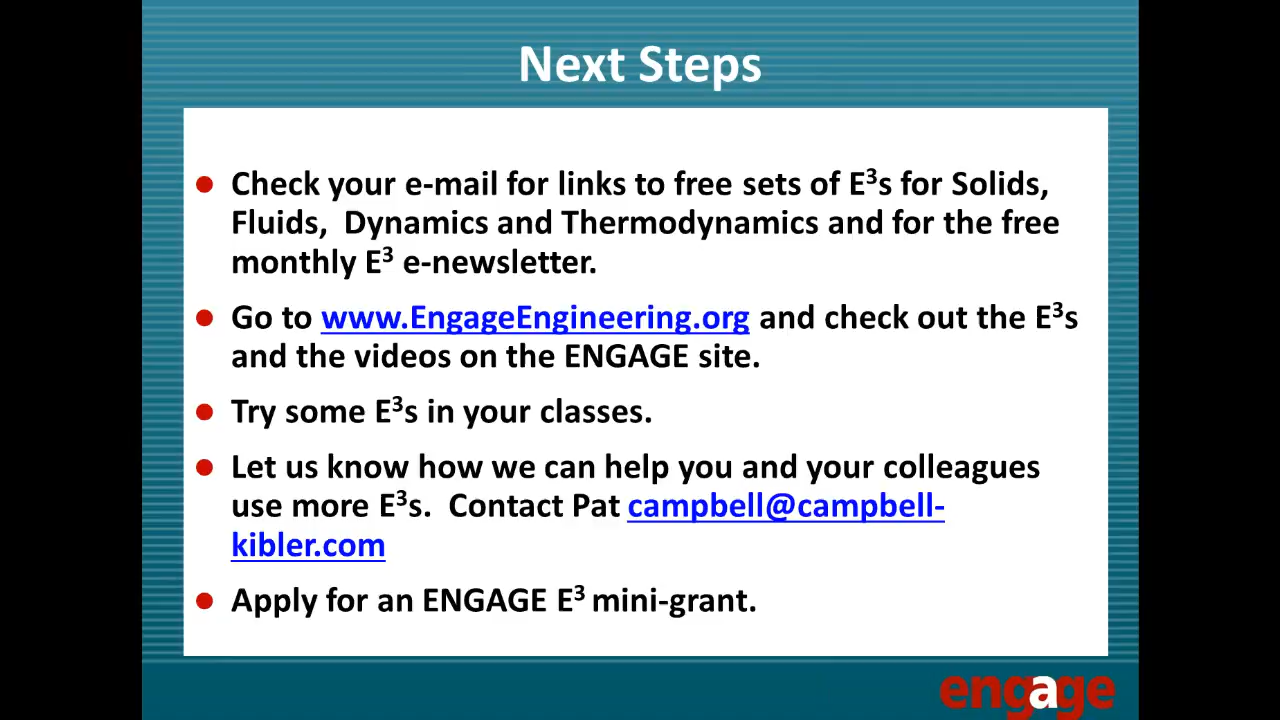 Next Steps
● Check your e-mail for links to free sets of E³s for Solids,
Fluids,  Dynamics and Thermodynamics and for the free
monthly E³ e-newsletter.
● Go to www.EngageEngineering.org and check out the E³s
and the videos on the ENGAGE site.
● Try some E³s in your classes.
● Let us know how we can help you and your colleagues
use more E³s.  Contact Pat campbell@campbell-
kibler.com
● Apply for an ENGAGE E³ mini-grant.
engage